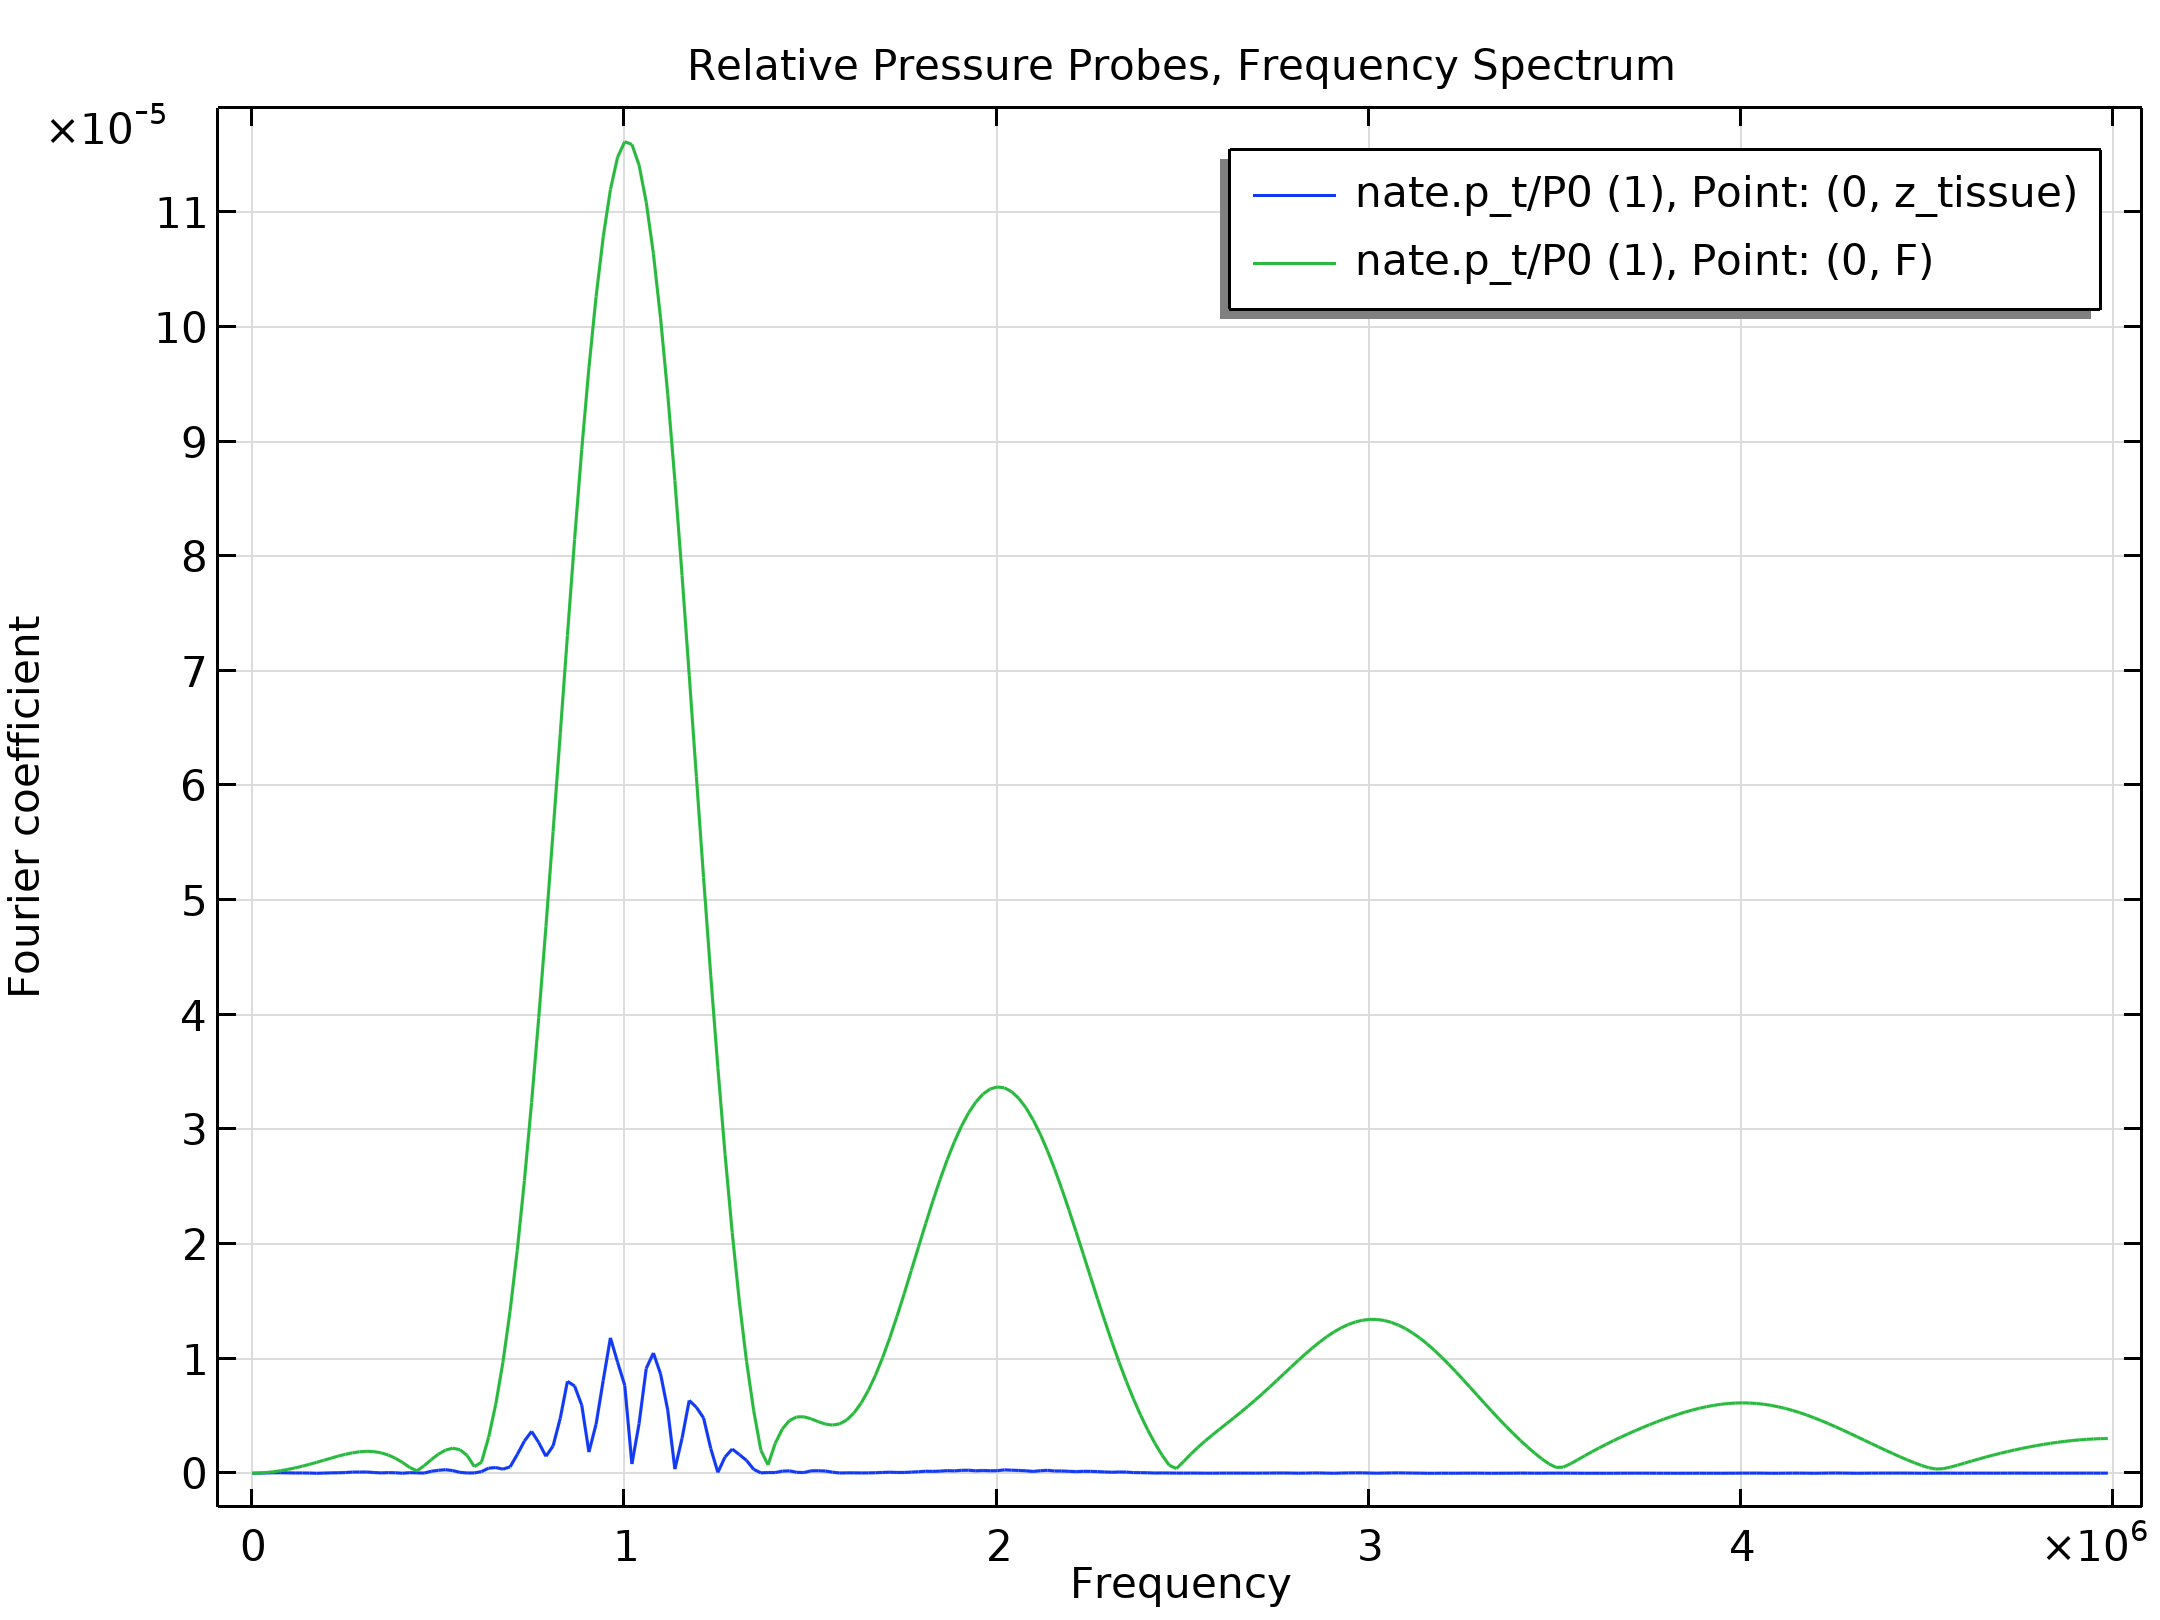 Relative Pressure Probes, Frequency Spectrum
×10⁻⁵
nate.p_t/P0 (1), Point: (0, z_tissue)
nate.p_t/P0 (1), Point: (0, F)
11
10
9
8
7
6
5
4
3
2
1
0
Fourier coefficient
0 1 2 3 4 ×10⁶
Frequency